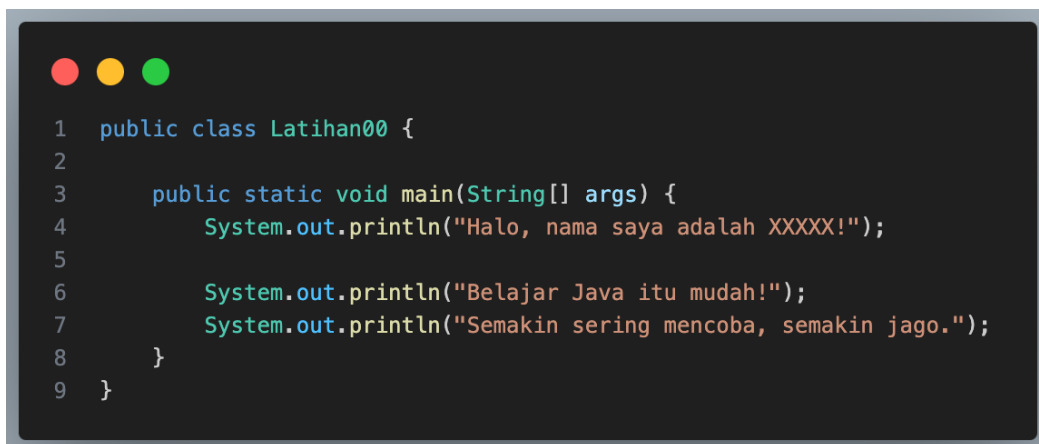 1 public class Latihan00 {
2
3     public static void main(String[] args) {
4         System.out.println("Halo, nama saya adalah XXXXX!");
5
6         System.out.println("Belajar Java itu mudah!");
7         System.out.println("Semakin sering mencoba, semakin jago.");
8     }
9 }